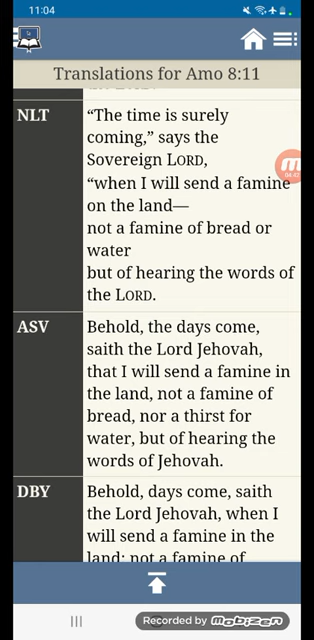 11:04
Translations for Amo 8:11
NLT
“The time is surely
coming,” says the
Sovereign LORD,
“when I will send a famine
on the land—
not a famine of bread or
water
but of hearing the words of
the LORD.
ASV
Behold, the days come,
saith the Lord Jehovah,
that I will send a famine in
the land, not a famine of
bread, nor a thirst for
water, but of hearing the
words of Jehovah.
DBY
Behold, days come, saith
the Lord Jehovah, when I
will send a famine in the
land: not a famine of
Recorded by mobizen